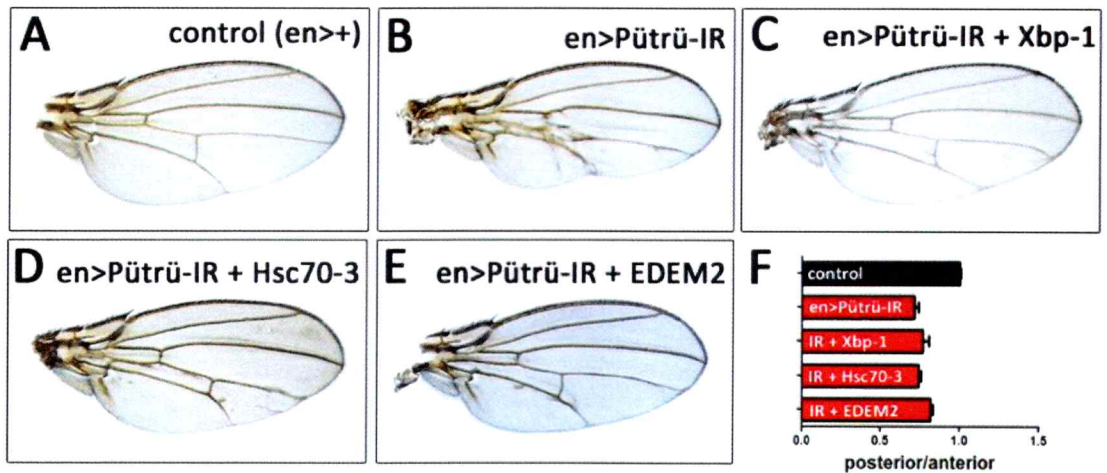 A
control (en>+)
B
en>Pütrü-IR
C
en>Pütrü-IR + Xbp-1
D
en>Pütrü-IR + Hsc70-3
E
en>Pütrü-IR + EDEM2
F
control
en>Pütrü-IR
IR + Xbp-1
IR + Hsc70-3
IR + EDEM2
0.0 0.5 1.0 1.5
posterior/anterior